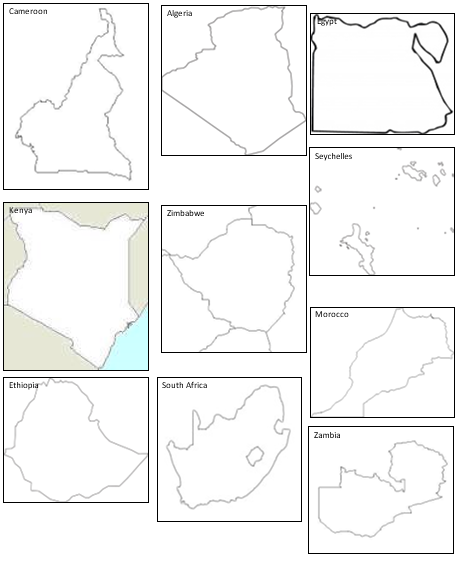 Cameroon
Algeria
Egypt
Seychelles
Kenya
Zimbabwe
Morocco
Ethiopia
South Africa
Zambia